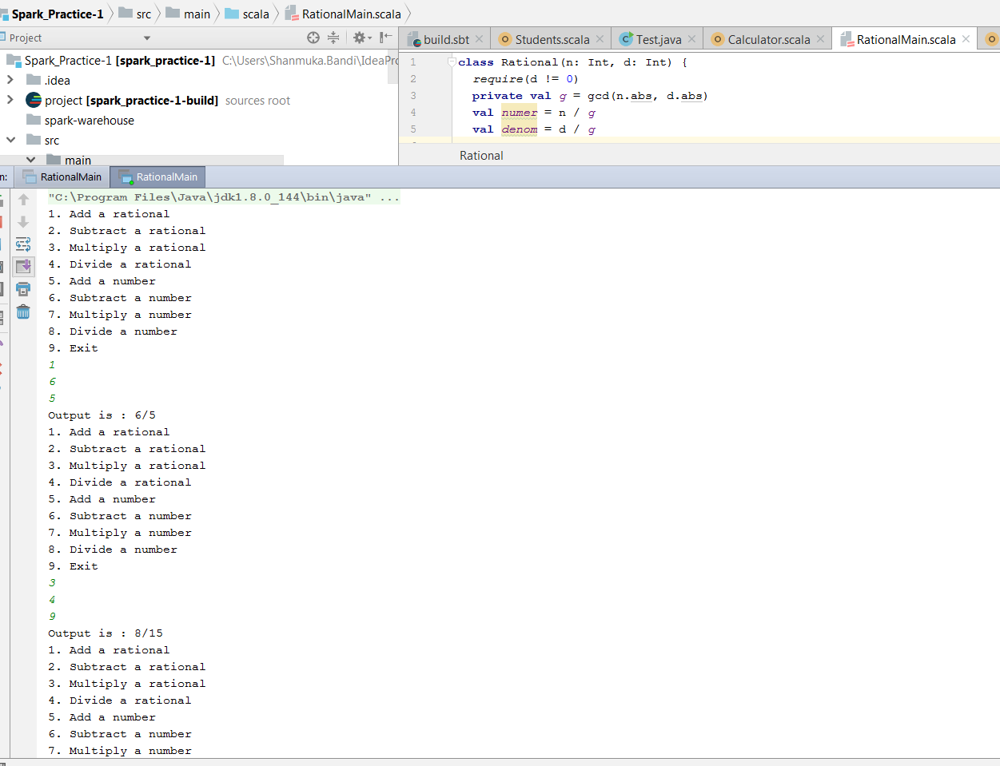 Spark_Practice-1 src main scala RationalMain.scala
Project
build.sbt Students.scala Test.java Calculator.scala RationalMain.scala
Spark_Practice-1 [spark_practice-1] C:\Users\Shanmuka.Bandi\IdeaPro
.idea
project [spark_practice-1-build] sources root
spark-warehouse
src
main
1 class Rational(n: Int, d: Int) {
2 require(d != 0)
3 private val g = gcd(n.abs, d.abs)
4 val numer = n / g
5 val denom = d / g
Rational
n: RationalMain RationalMain
"C:\Program Files\Java\jdk1.8.0_144\bin\java" ...
1. Add a rational
2. Subtract a rational
3. Multiply a rational
4. Divide a rational
5. Add a number
6. Subtract a number
7. Multiply a number
8. Divide a number
9. Exit
1
6
5
Output is : 6/5
1. Add a rational
2. Subtract a rational
3. Multiply a rational
4. Divide a rational
5. Add a number
6. Subtract a number
7. Multiply a number
8. Divide a number
9. Exit
3
4
9
Output is : 8/15
1. Add a rational
2. Subtract a rational
3. Multiply a rational
4. Divide a rational
5. Add a number
6. Subtract a number
7. Multiply a number